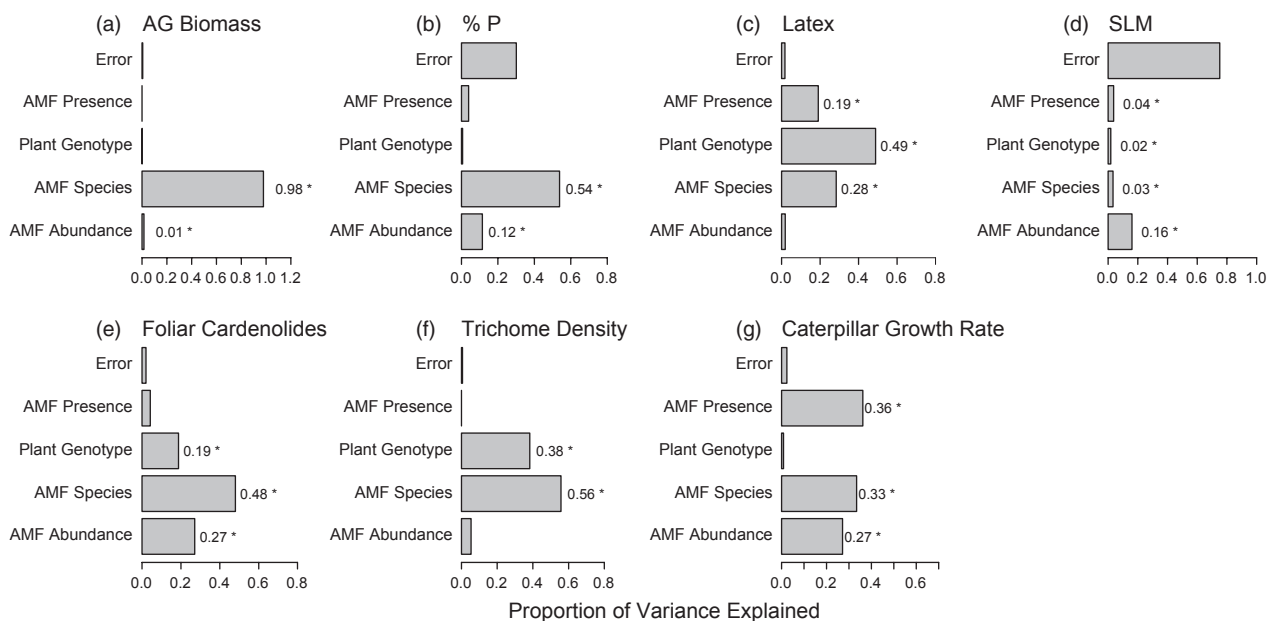 (a) AG Biomass
Error
AMF Presence
Plant Genotype
AMF Species 0.98 *
AMF Abundance 0.01 *
0.0 0.2 0.4 0.6 0.8 1.0 1.2
(b) % P
Error
AMF Presence
Plant Genotype
AMF Species 0.54 *
AMF Abundance 0.12 *
0.0 0.2 0.4 0.6 0.8
(c) Latex
Error
AMF Presence 0.19 *
Plant Genotype 0.49 *
AMF Species 0.28 *
AMF Abundance
0.0 0.2 0.4 0.6 0.8
(d) SLM
Error
AMF Presence 0.04 *
Plant Genotype 0.02 *
AMF Species 0.03 *
AMF Abundance 0.16 *
0.0 0.2 0.4 0.6 0.8 1.0
(e) Foliar Cardenolides
Error
AMF Presence
Plant Genotype 0.19 *
AMF Species 0.48 *
AMF Abundance 0.27 *
0.0 0.2 0.4 0.6 0.8
(f) Trichome Density
Error
AMF Presence
Plant Genotype 0.38 *
AMF Species 0.56 *
AMF Abundance
0.0 0.2 0.4 0.6 0.8
(g) Caterpillar Growth Rate
Error
AMF Presence 0.36 *
Plant Genotype
AMF Species 0.33 *
AMF Abundance 0.27 *
0.0 0.2 0.4 0.6
Proportion of Variance Explained